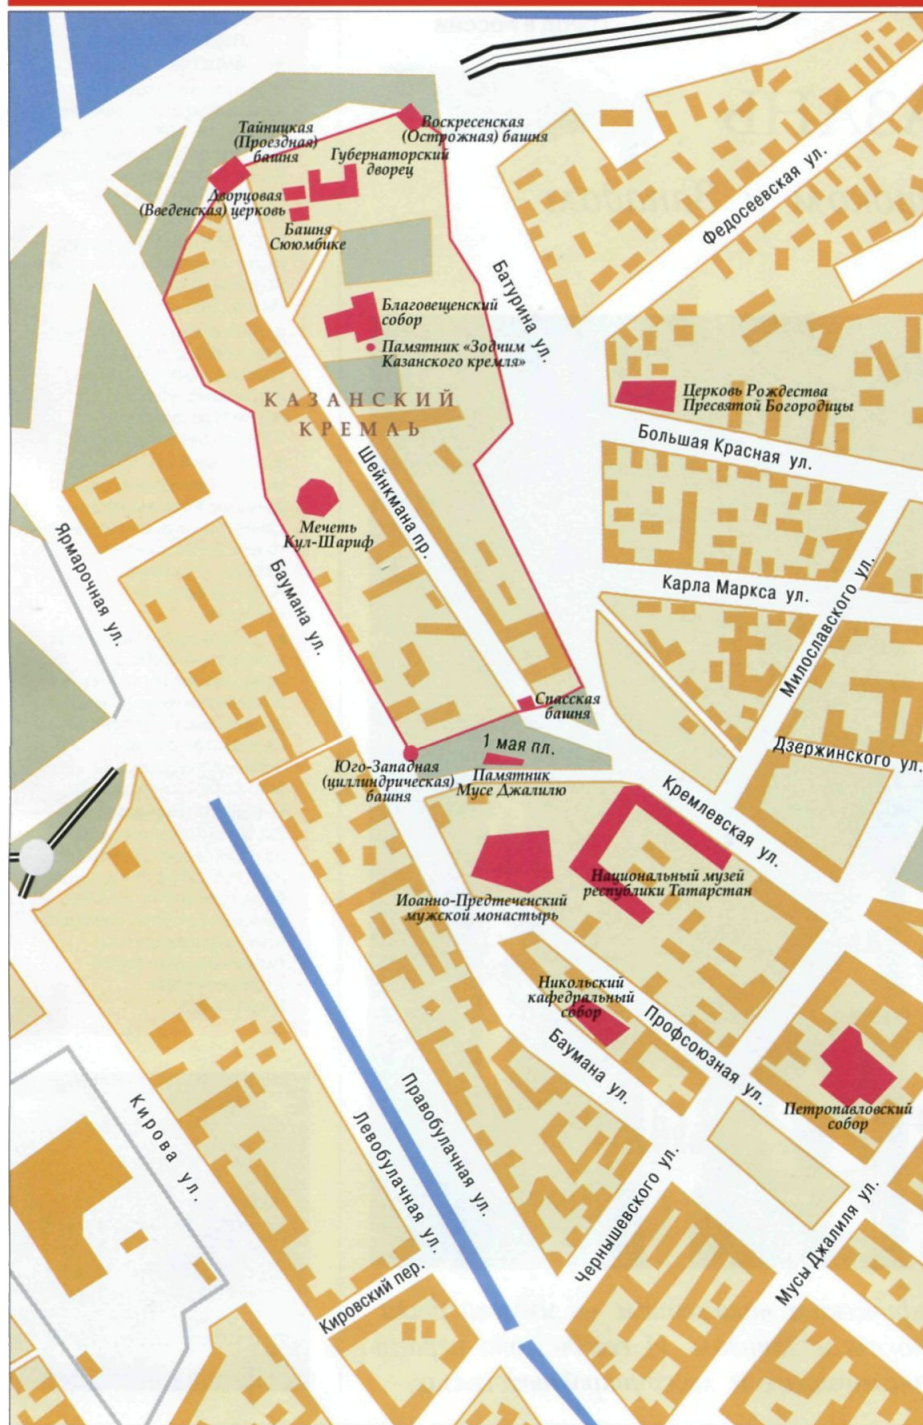 Тайницкая
(Проездная)
башня
Воскресенская
(Острожная) башня
Губернаторский
дворец
Дворцовая
(Введенская) церковь
Башня
Сююмбике
Федосеевская ул.
Батурина ул.
Благовещенский
собор
Памятник «Зодчим
Казанского кремля»
КАЗАНСКИЙ
КРЕМЛЬ
Церковь Рождества
Пресвятой Богородицы
Большая Красная ул.
Шейнкмана пр.
Мечеть
Кул-Шариф
Ярмарочная ул.
Баумана ул.
Карла Маркса ул.
Милославского ул.
Спасская
башня
1 мая пл.
Дзержинского ул.
Юго-Западная
(цилиндрическая)
башня
Памятник
Мусе Джалилю
Кремлевская ул.
Национальный музей
республики Татарстан
Иоанно-Предтеченский
мужской монастырь
Никольский
кафедральный
собор
Профсоюзная ул.
Баумана ул.
Петропавловский
собор
Кирова ул.
Правобулачная ул.
Левобулачная ул.
Чернышевского ул.
Мусы Джалиля ул.
Кировский пер.